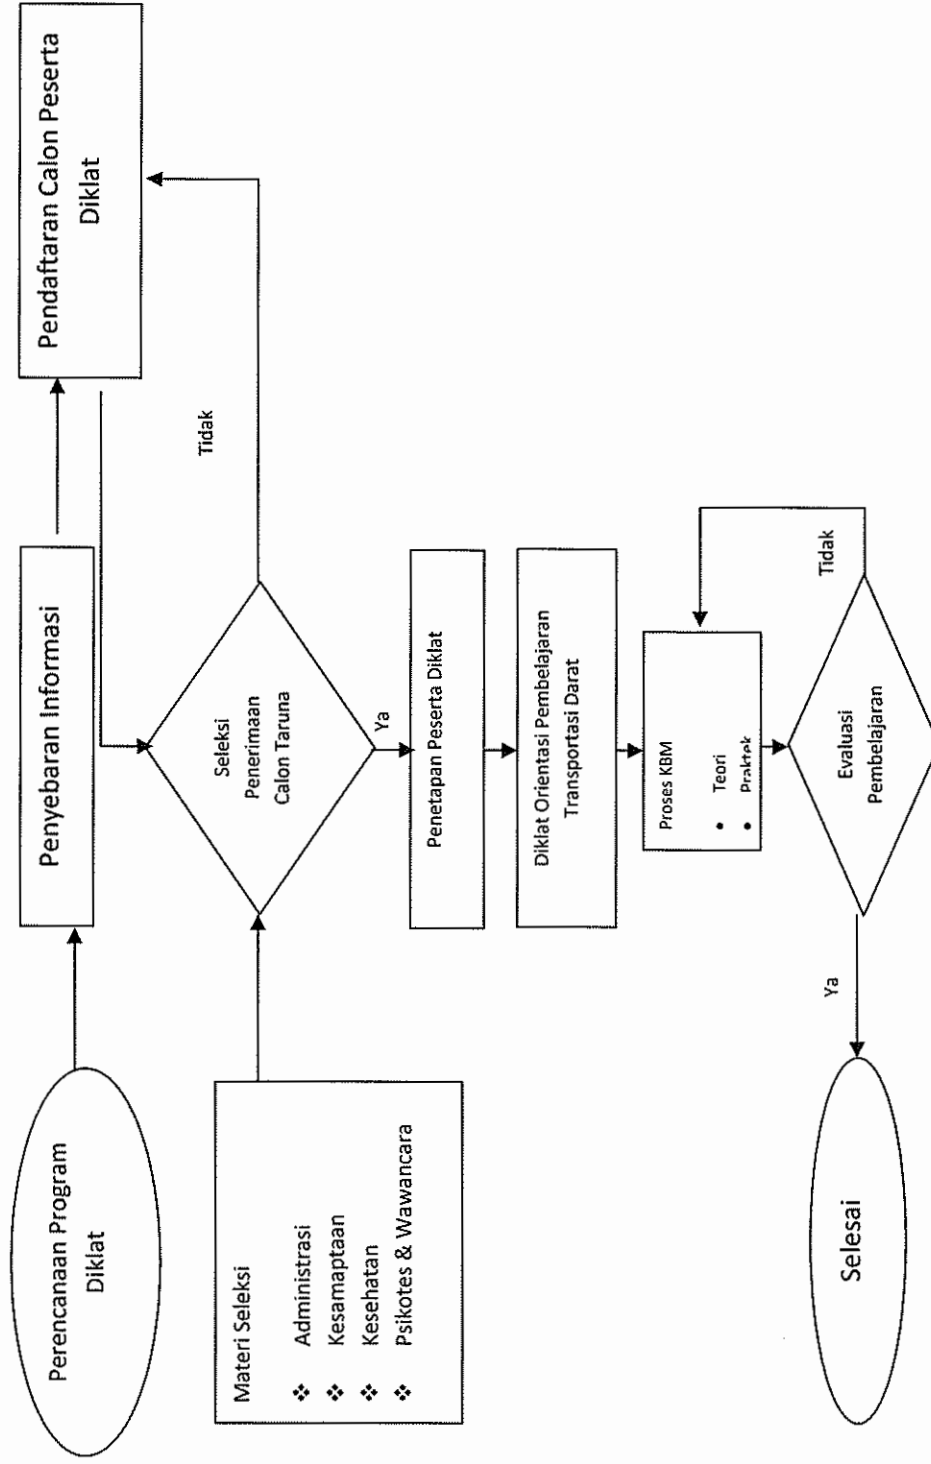 Perencanaan Program
Diklat
Penyebaran Informasi
Pendaftaran Calon Peserta
Diklat
Materi Seleksi
❖ Administrasi
❖ Kesamaptaan
❖ Kesehatan
❖ Psikotes & Wawancara
Seleksi
Penerimaan
Calon Taruna
Tidak
Ya
Penetapan Peserta Diklat
Diklat Orientasi Pembelajaran
Transportasi Darat
Proses KBM
• Teori
• Praktek
Evaluasi
Pembelajaran
Tidak
Ya
Selesai